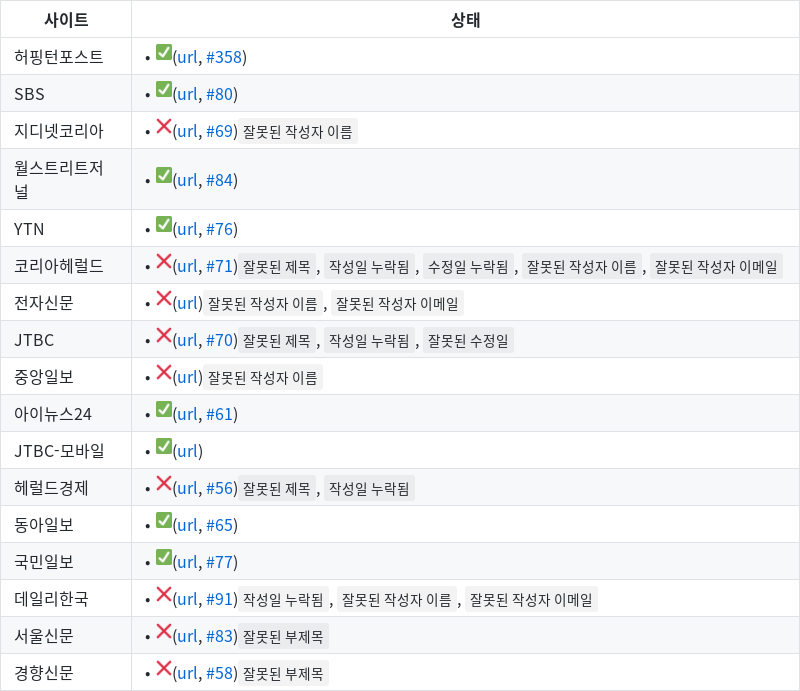 사이트 상태
허핑턴포스트 • ✅(url, #358)
SBS • ✅(url, #80)
지디넷코리아 • ❌(url, #69) 잘못된 작성자 이름
월스트리트저
널 • ✅(url, #84)
YTN • ✅(url, #76)
코리아헤럴드 • ❌(url, #71) 잘못된 제목 , 작성일 누락됨 , 수정일 누락됨 , 잘못된 작성자 이름 , 잘못된 작성자 이메일
전자신문 • ❌(url) 잘못된 작성자 이름 , 잘못된 작성자 이메일
JTBC • ❌(url, #70) 잘못된 제목 , 작성일 누락됨 , 잘못된 수정일
중앙일보 • ❌(url) 잘못된 작성자 이름
아이뉴스24 • ✅(url, #61)
JTBC-모바일 • ✅(url)
헤럴드경제 • ❌(url, #56) 잘못된 제목 , 작성일 누락됨
동아일보 • ✅(url, #65)
국민일보 • ✅(url, #77)
데일리한국 • ❌(url, #91) 작성일 누락됨 , 잘못된 작성자 이름 , 잘못된 작성자 이메일
서울신문 • ❌(url, #83) 잘못된 부제목
경향신문 • ❌(url, #58) 잘못된 부제목